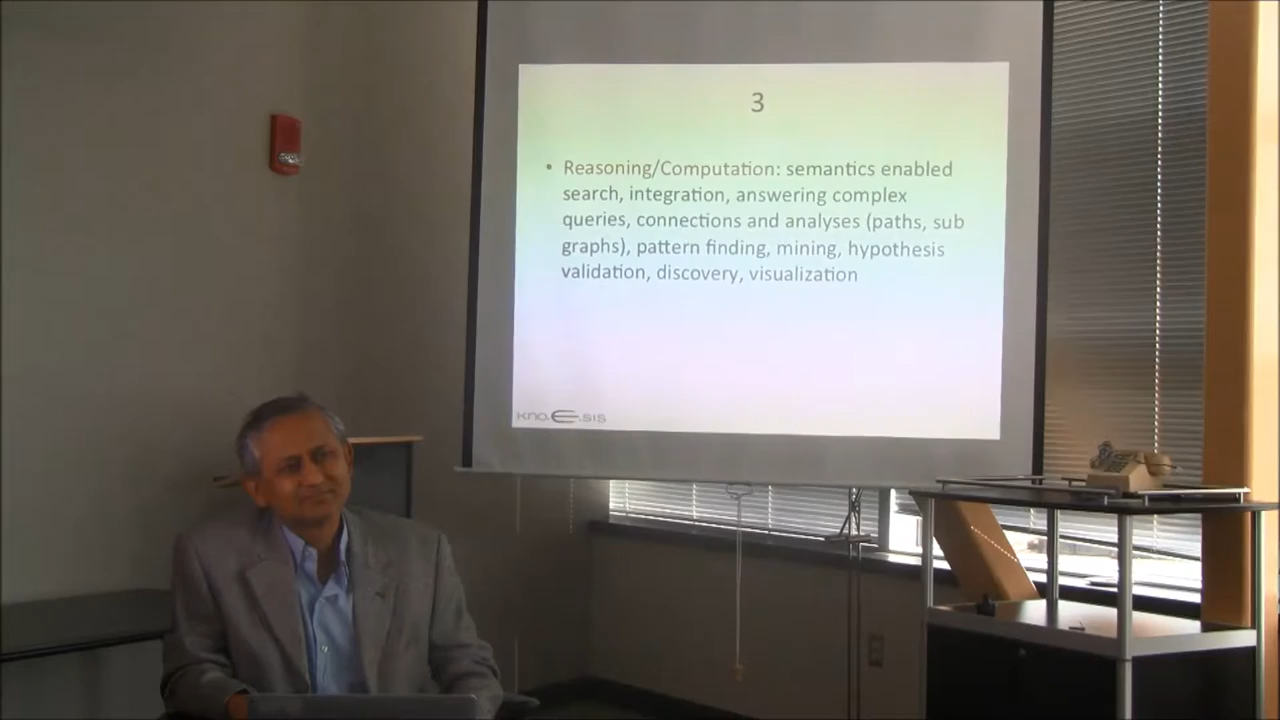 3
• Reasoning/Computation: semantics enabled
search, integration, answering complex
queries, connections and analyses (paths, sub
graphs), pattern finding, mining, hypothesis
validation, discovery, visualization
kno.e.sis